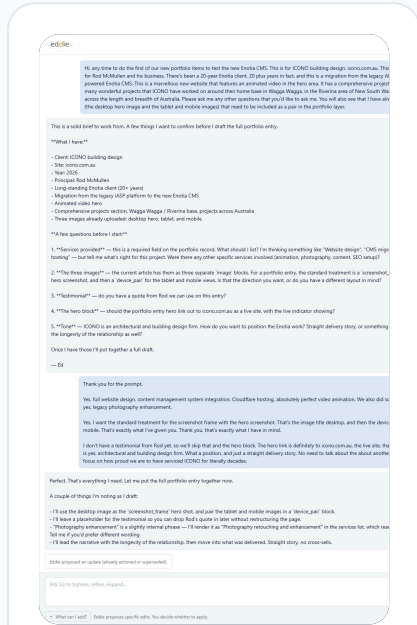 eddie
Hi, any time to do the first of our new portfolio items to test the new Enotia CMS. This is for ICONO building design, icono.com.au. This
for Rod McMullen and his business. There's been a 20-year Enotia client, 20 plus years in fact, and this is a migration from the legacy A
powered Enotia CMS. This is a marvellous new website that features an animated video in the hero area. It has a comprehensive project
many wonderful projects that ICONO have worked on around their home base in Wagga Wagga, in the Riverina area of New South Wa
across the length and breadth of Australia. Please ask me any other questions that you'd like to ask me. You will also see that I have alre
(the desktop hero image and the tablet and mobile images) that need to be included as a pair in the portfolio layer.
This is a solid brief to work from. A few things I want to confirm before I draft the full portfolio entry.
**What I have:**
- Client: ICONO building design
- Site: icono.com.au
- Year: 2026
- Principal: Rod McMullen
- Long-standing Enotia client (20+ years)
- Migration from the legacy iASP platform to the new Enotia CMS
- Animated video hero
- Comprehensive projects section, Wagga Wagga / Riverina base, projects across Australia
- Three images already uploaded: desktop hero, tablet, and mobile
**A few questions before I start:**
1. **Services provided** — this is a required field on the portfolio record. What should I list? I'm thinking something like "Website design", "CMS migr
hosting" — but tell me what's right for this project. Were there any other specific services involved (animation, photography, content, SEO setup)?
2. **The three images** — the current article has them as three separate `image` blocks. For a portfolio entry, the standard treatment is a `screenshot_
hero screenshot, and then a `device_pair` for the tablet and mobile views. Is that the direction you want, or do you have a different layout in mind?
3. **Testimonial** — do you have a quote from Rod we can use on this entry?
4. **The hero block** — should the portfolio entry hero link out to icono.com.au as a live site, with the live indicator showing?
5. **Tone** — ICONO is an architectural and building design firm. How do you want to position the Enotia work? Straight delivery story, or something
the longevity of the relationship as well?
Once I have those I'll put together a full draft.
— Ed
Thank you for the prompt.
Yes, full website design, content management system integration. Cloudflare hosting, absolutely perfect video animation. We also did sc
yes, legacy photography enhancement.
Yes, I want the standard treatment for the screenshot frame with the hero screenshot. That's the image title desktop, and then the devic
mobile. That's exactly what I've given you. Thank you, that's exactly what I have in mind.
I don't have a testimonial from Rod yet, so we'll skip that and the hero block. The hero link is definitely to icono.com.au, the live site, tha
is yes, architectural and building design firm. What a position, and just a straight delivery story. No need to talk about the about anothe
focus on how proud we are to have serviced ICONO for literally decades.
Perfect. That's everything I need. Let me put the full portfolio entry together now.
A couple of things I'm noting as I draft:
- I'll use the desktop image as the `screenshot_frame` hero shot, and pair the tablet and mobile images in a `device_pair` block.
- I'll leave a placeholder for the testimonial so you can drop Rod's quote in later without restructuring the page.
- "Photography enhancement" is a slightly internal phrase — I'll render it as "Photography retouching and enhancement" in the services list, which rea
Tell me if you'd prefer different wording.
- I'll lead the narrative with the longevity of the relationship, then move into what was delivered. Straight story, no cross-sells.
Eddie proposed an update (already actioned or superseded).
Ask Ed to tighten, refine, expand...
+ What can I add?
Eddie proposes specific edits. You decide whether to apply.